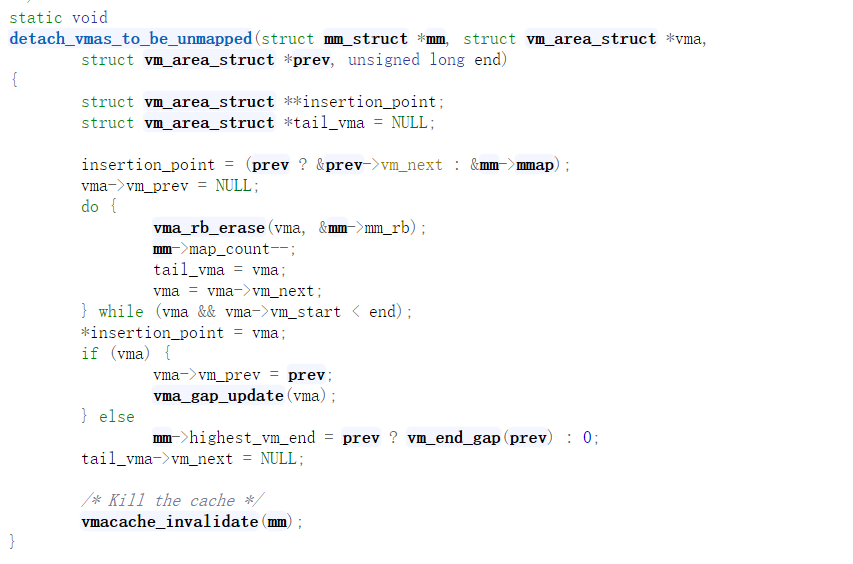 static void
detach_vmas_to_be_unmapped(struct mm_struct *mm, struct vm_area_struct *vma,
        struct vm_area_struct *prev, unsigned long end)
{
        struct vm_area_struct **insertion_point;
        struct vm_area_struct *tail_vma = NULL;

        insertion_point = (prev ? &prev->vm_next : &mm->mmap);
        vma->vm_prev = NULL;
        do {
                vma_rb_erase(vma, &mm->mm_rb);
                mm->map_count--;
                tail_vma = vma;
                vma = vma->vm_next;
        } while (vma && vma->vm_start < end);
        *insertion_point = vma;
        if (vma) {
                vma->vm_prev = prev;
                vma_gap_update(vma);
        } else
                mm->highest_vm_end = prev ? vm_end_gap(prev) : 0;
        tail_vma->vm_next = NULL;

        /* Kill the cache */
        vmacache_invalidate(mm);
}